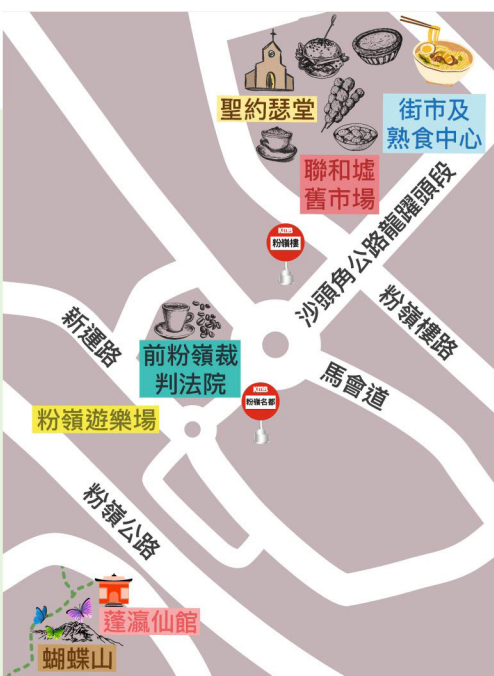 聖約瑟堂
街市及
熟食中心
聯和墟
舊市場
沙頭角公路龍躍頭段
KMB
粉嶺樓
粉嶺樓路
新運路
前粉嶺裁
判法院
馬會道
KMB
粉嶺名都
粉嶺遊樂場
粉嶺公路
蓬瀛仙館
蝴蝶山